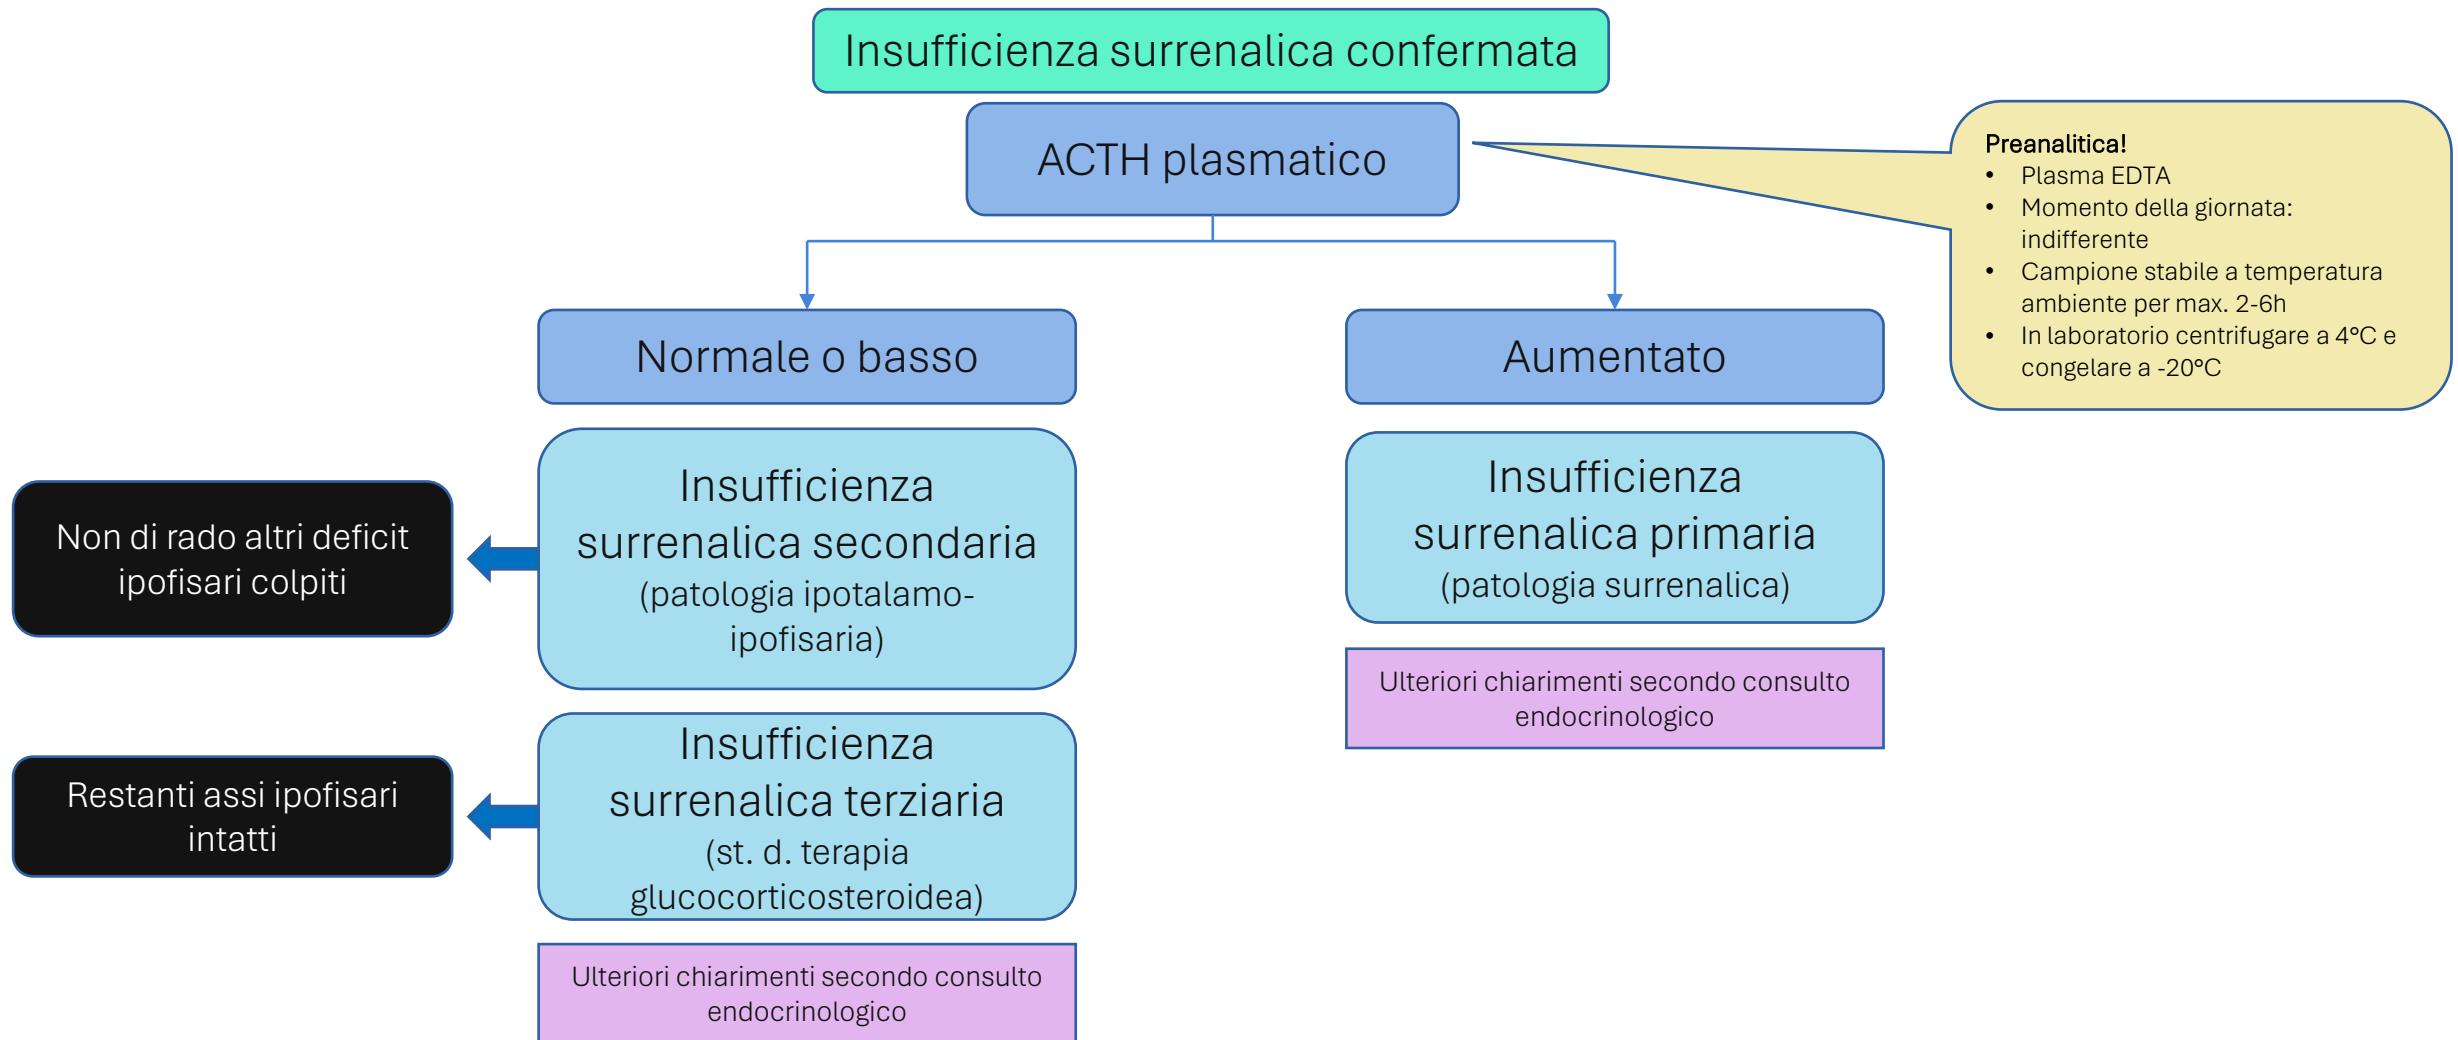 Insufficienza surrenalica confermata
ACTH plasmatico
Preanalitica!
• Plasma EDTA
• Momento della giornata:
indifferente
• Campione stabile a temperatura
ambiente per max. 2-6h
• In laboratorio centrifugare a 4°C e
congelare a -20°C
Normale o basso
Aumentato
Insufficienza
surrenalica secondaria
(patologia ipotalamo-
ipofisaria)
Non di rado altri deficit
ipofisari colpiti
Insufficienza
surrenalica primaria
(patologia surrenalica)
Ulteriori chiarimenti secondo consulto
endocrinologico
Insufficienza
surrenalica terziaria
(st. d. terapia
glucocorticosteroidea)
Restanti assi ipofisari
intatti
Ulteriori chiarimenti secondo consulto
endocrinologico